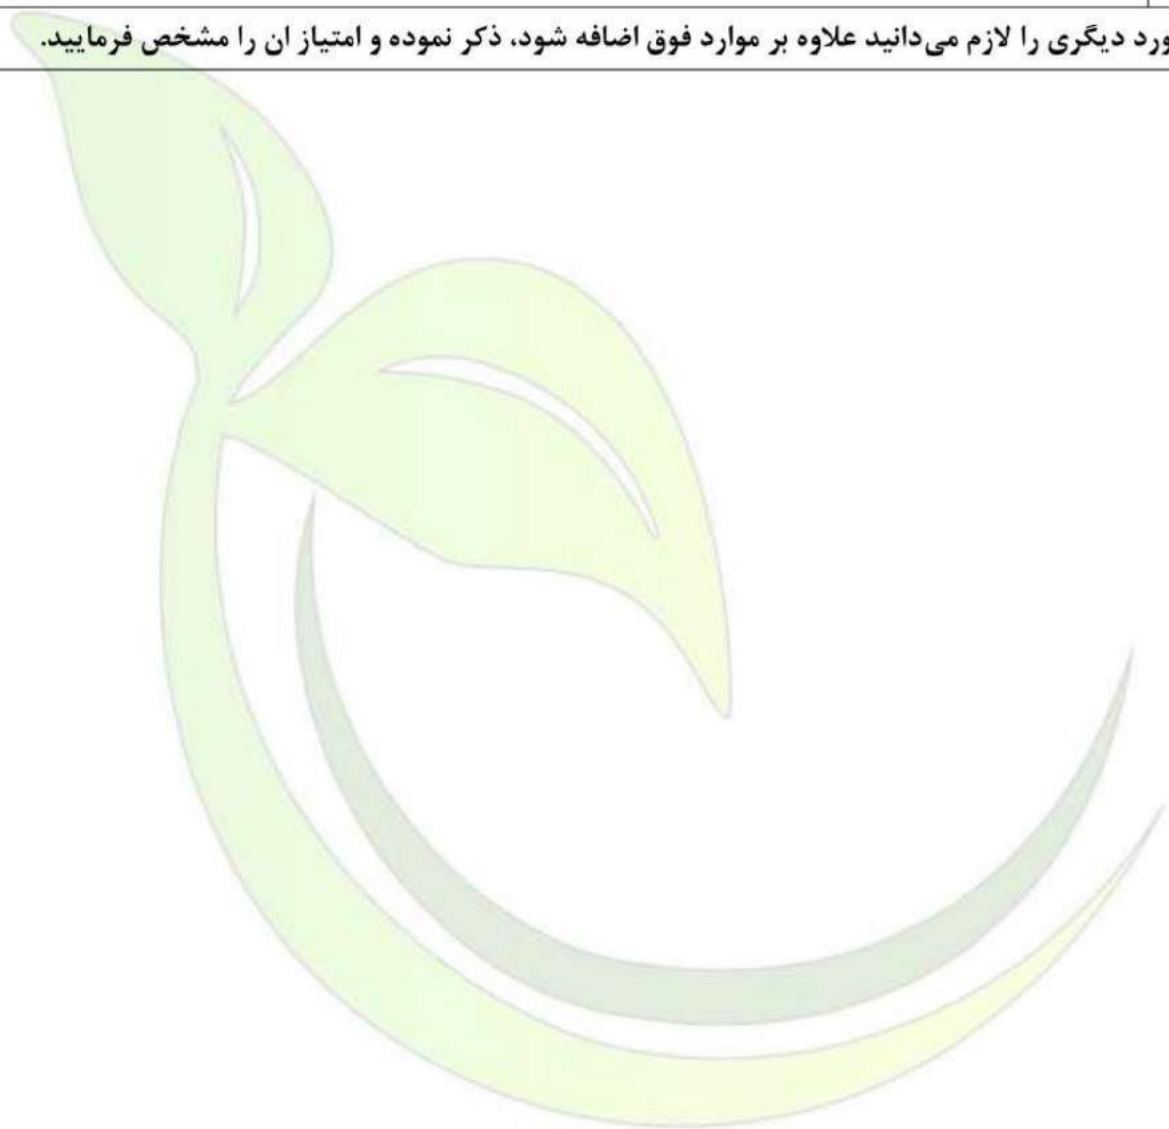 ورد دیگری را لازم می‌دانید علاوه بر موارد فوق اضافه شود، ذکر نموده و امتیاز ان را مشخص فرمایید.